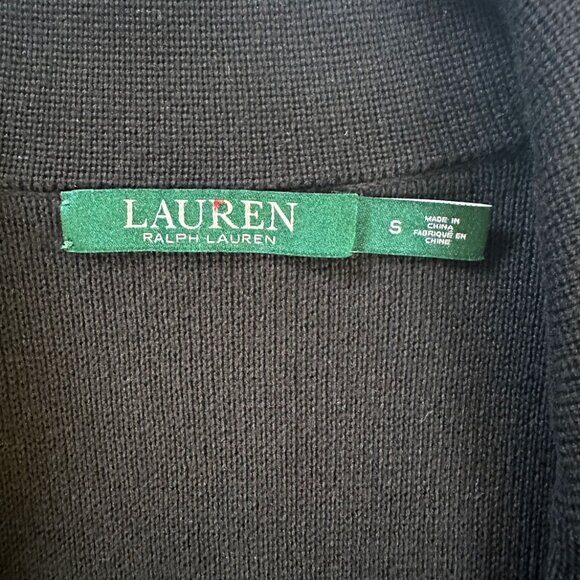 LAUREN
RALPH LAUREN
S
MADE IN
CHINA
FABRIQUÉ EN
CHINE